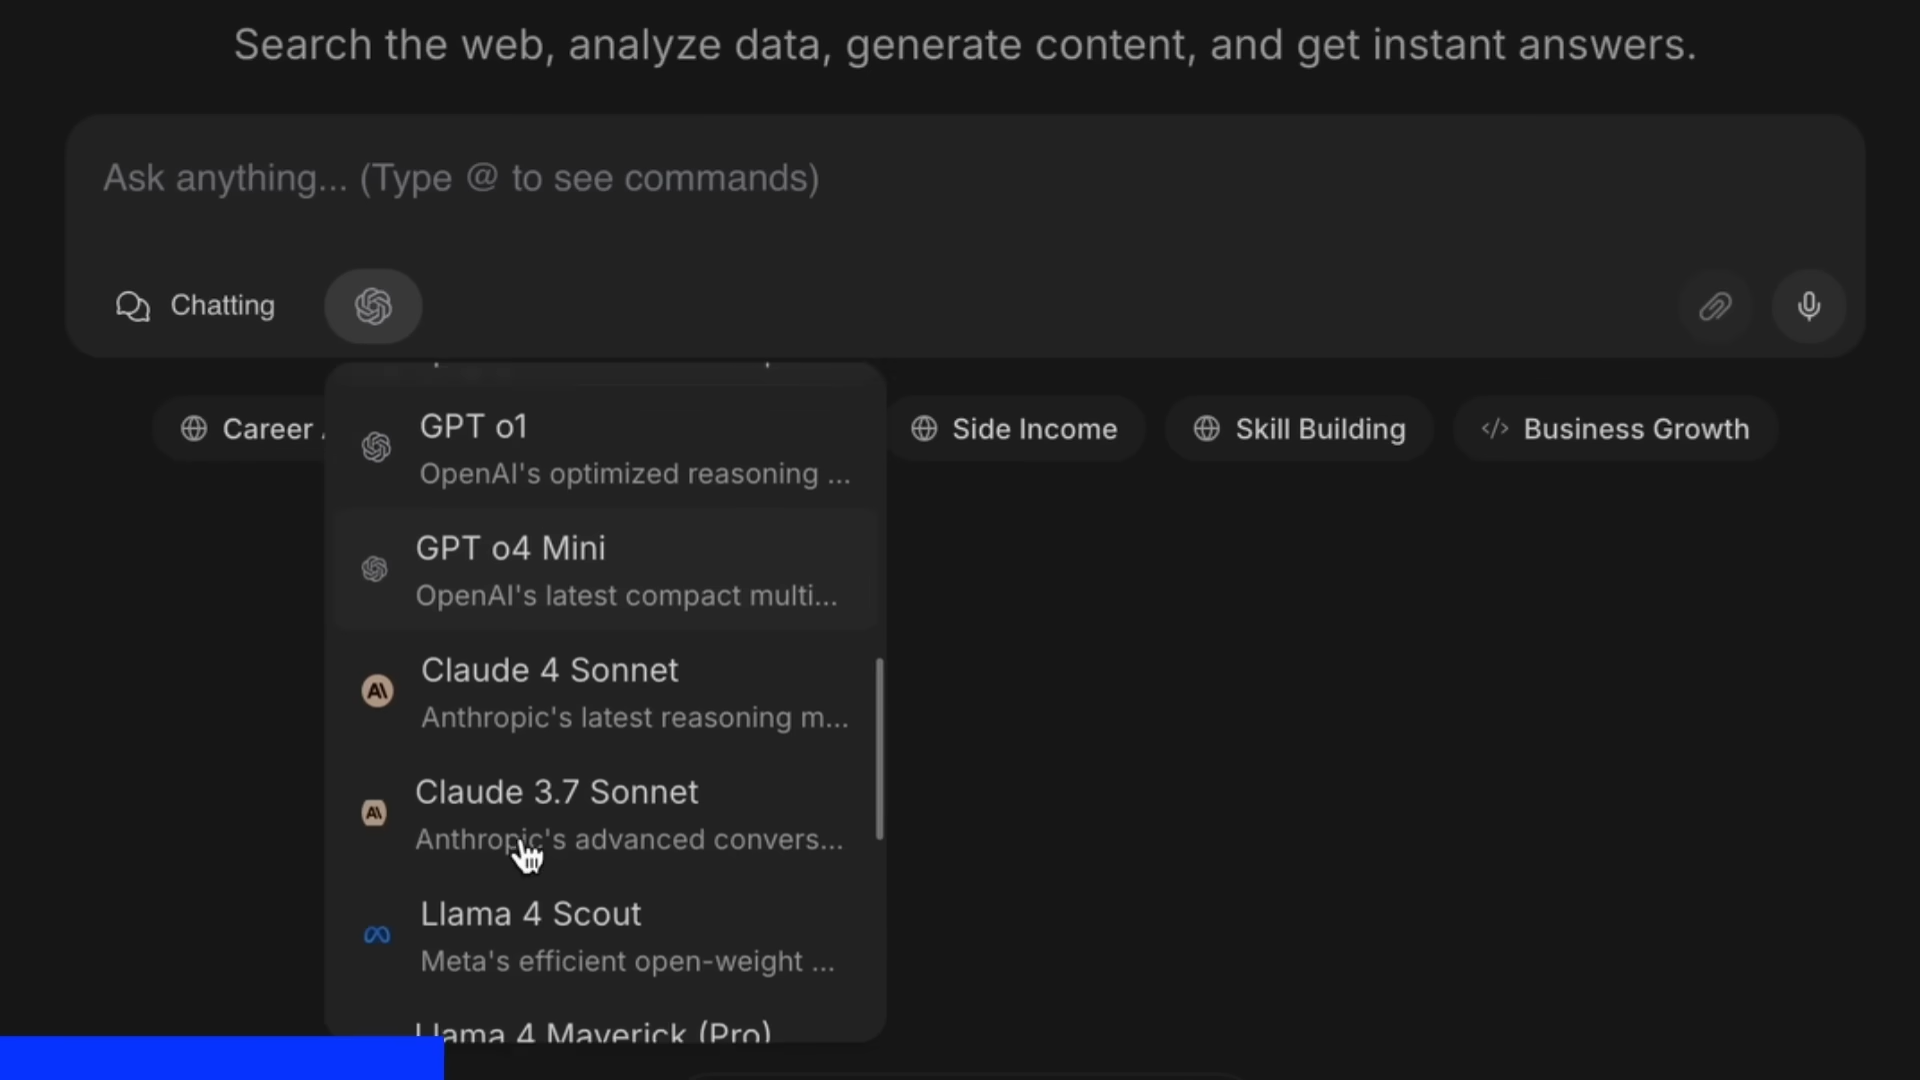 Search the web, analyze data, generate content, and get instant answers.
Ask anything... (Type @ to see commands)
Chatting
Career
Side Income
Skill Building
Business Growth
GPT o1
OpenAI's optimized reasoning ...
GPT o4 Mini
OpenAI's latest compact multi...
Claude 4 Sonnet
Anthropic's latest reasoning m...
Claude 3.7 Sonnet
Anthropic's advanced convers...
Llama 4 Scout
Meta's efficient open-weight ...
Llama 4 Maverick (Pro)